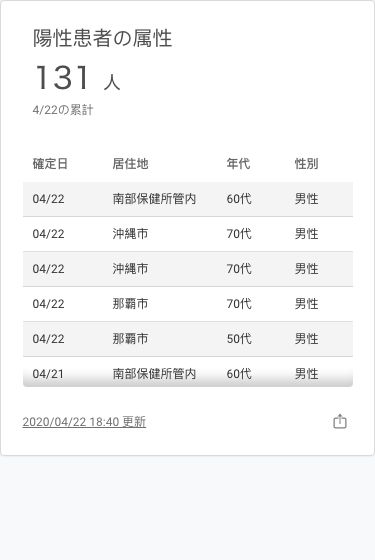 陽性患者の属性
131 人
4/22の累計
確定日 居住地 年代 性別
04/22 南部保健所管内 60代 男性
04/22 沖縄市 70代 男性
04/22 沖縄市 70代 男性
04/22 那覇市 70代 男性
04/22 那覇市 50代 男性
04/21 南部保健所管内 60代 男性
2020/04/22 18:40 更新